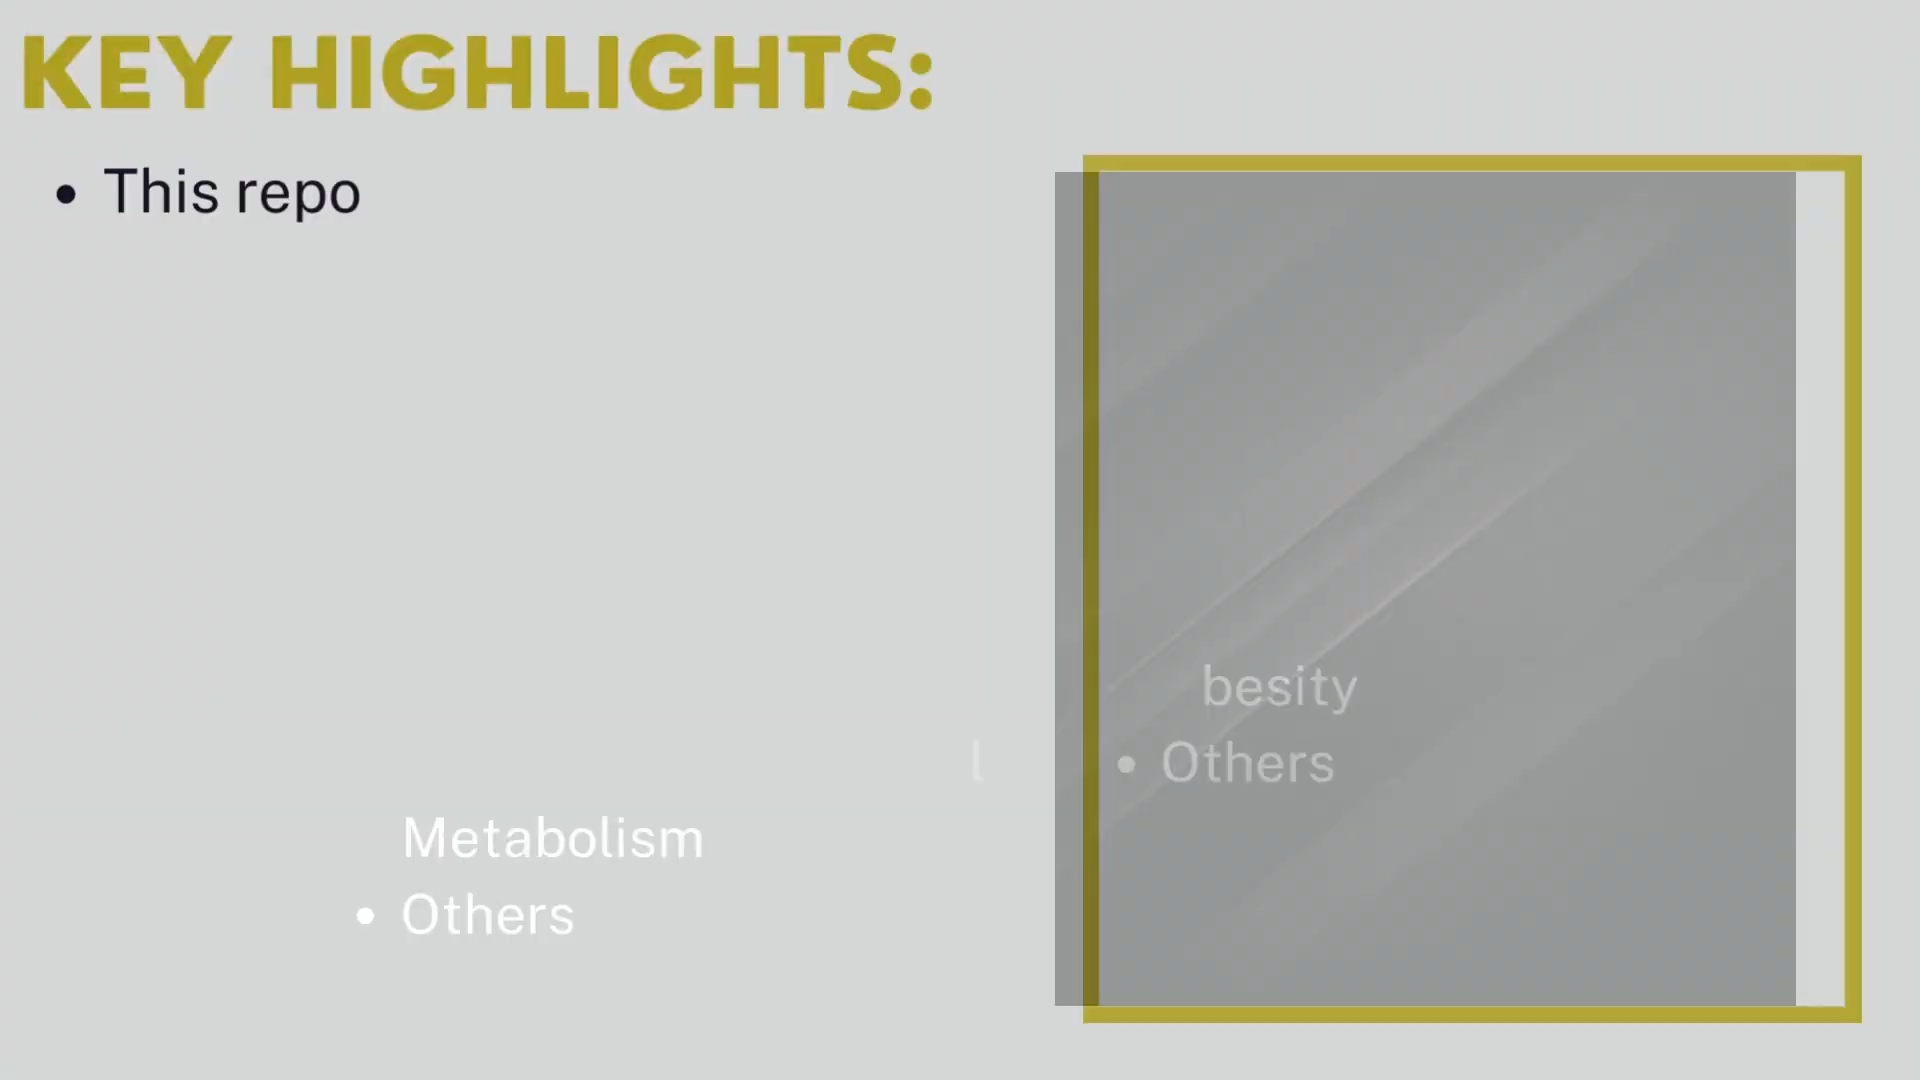 KEY HIGHLIGHTS:
• This repo
besity
l
• Others
Metabolism
• Others